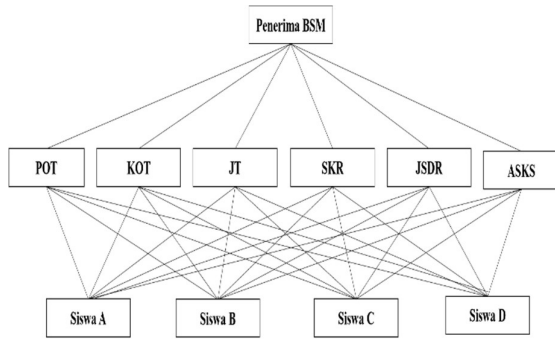 Penerima BSM
POT KOT JT SKR JSDR ASKS
Siswa A Siswa B Siswa C Siswa D